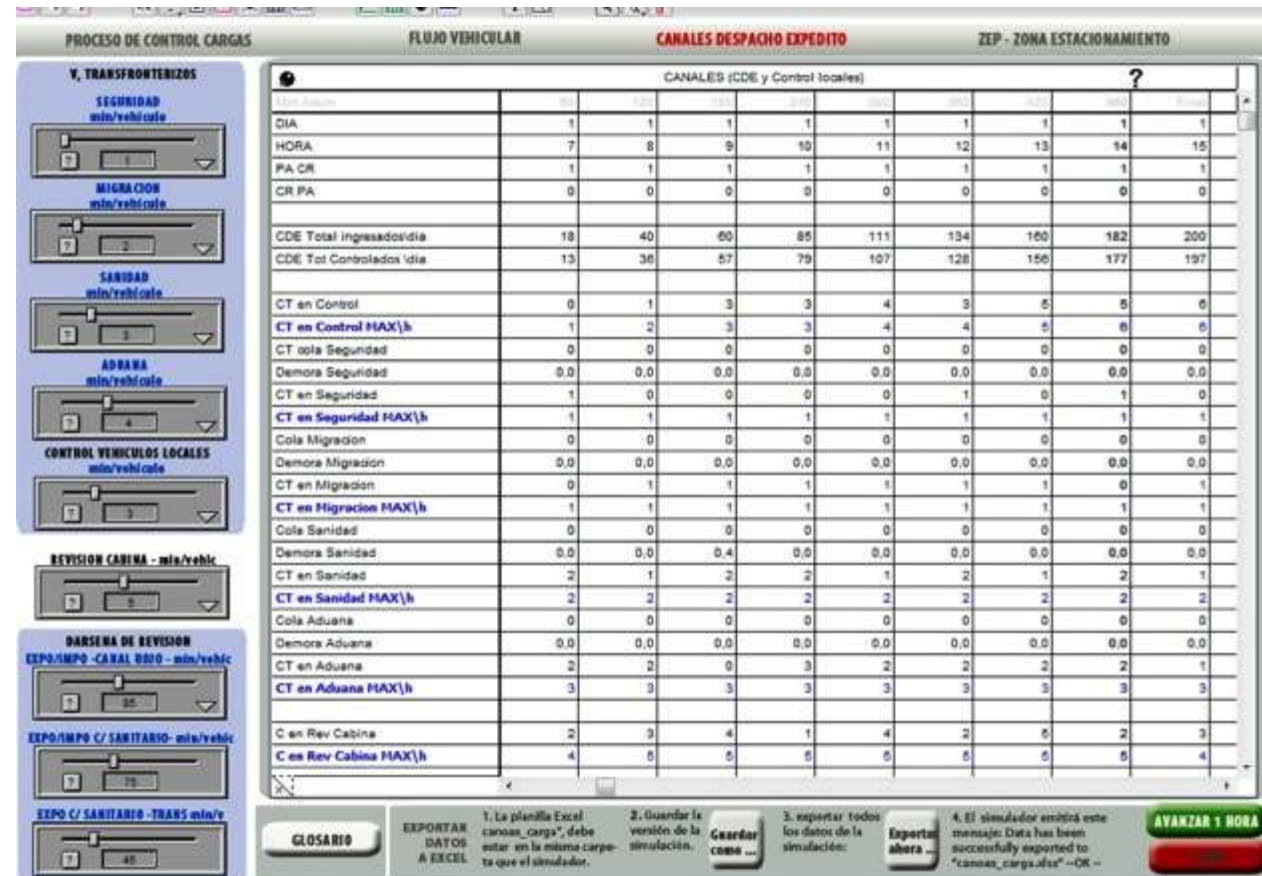 PROCESO DE CONTROL CARGAS FLUJO VEHICULAR CANALES DESPACHO EXPEDITO ZEP - ZONA ESTACIONAMIENTO
V, TRANSFRONTERIZOS
SEGURIDAD
min/vehiculo
? 1
MIGRACION
min/vehiculo
? 2
SANIDAD
min/vehiculo
? 3
ADUANA
min/vehiculo
? 4
CONTROL VEHICULOS LOCALES
min/vehiculo
? 3
REVISION CABINA - min/vehic
? 5
DARSENA DE REVISION
EXPO/IMPO -CANAL ROJO - min/vehic
?
EXPO/IMPO C/ SANITARIO- min/vehic
? 75
EXPO C/ SANITARIO -TRANS min/v
? 45
CANALES (CDE y Control locales) ?
DIA 1 1 1 1 1 1 1 1 1
HORA 7 8 9 10 11 12 13 14 15
PA CR 1 1 1 1 1 1 1 1 1
CR PA 0 0 0 0 0 0 0 0 0
CDE Total ingresados\dia 18 40 60 85 111 134 160 182 200
CDE Tot Controlados \dia 13 36 57 79 107 128 156 177 197
CT en Control 0 1 3 3 4 3 5 5 6
CT en Control MAX\h 1 2 3 3 4 4 5 6 6
CT cola Seguridad 0 0 0 0 0 0 0 0 0
Demora Seguridad 0,0 0,0 0,0 0,0 0,0 0,0 0,0 0,0 0,0
CT en Seguridad 1 0 0 0 0 1 0 1 0
CT en Seguridad MAX\h 1 1 1 1 1 1 1 1 1
Cola Migracion 0 0 0 0 0 0 0 0 0
Demora Migracion 0,0 0,0 0,0 0,0 0,0 0,0 0,0 0,0 0,0
CT en Migracion 0 1 1 1 1 1 1 0 1
CT en Migracion MAX\h 1 1 1 1 1 1 1 1 1
Cola Sanidad 0 0 0 0 0 0 0 0 0
Demora Sanidad 0,0 0,0 0,4 0,0 0,0 0,0 0,0 0,0 0,0
CT en Sanidad 2 1 2 2 1 2 1 2 1
CT en Sanidad MAX\h 2 2 2 2 2 2 2 2 2
Cola Aduana 0 0 0 0 0 0 0 0 0
Demora Aduana 0,0 0,0 0,0 0,0 0,0 0,0 0,0 0,0 0,0
CT en Aduana 2 2 0 3 2 2 2 2 1
CT en Aduana MAX\h 3 3 3 3 3 3 3 3 3
C en Rev Cabina 2 3 4 1 4 2 5 2 3
C en Rev Cabina MAX\h 4 5 5 5 5 5 5 5 4
GLOSARIO
EXPORTAR
DATOS
A EXCEL
1. La planilla Excel
canoas_carga", debe
estar en la misma carpe-
ta que el simulador.
2. Guardar la
versión de la
simulación.
Guardar
como ...
3. exportar todos
los datos de la
simulación:
Exportar
ahora ...
4. El simulador emitirá este
mensaje: Data has been
successfully exported to
"canoas_carga.xlsx" --OK --
AVANZAR 1 HORA